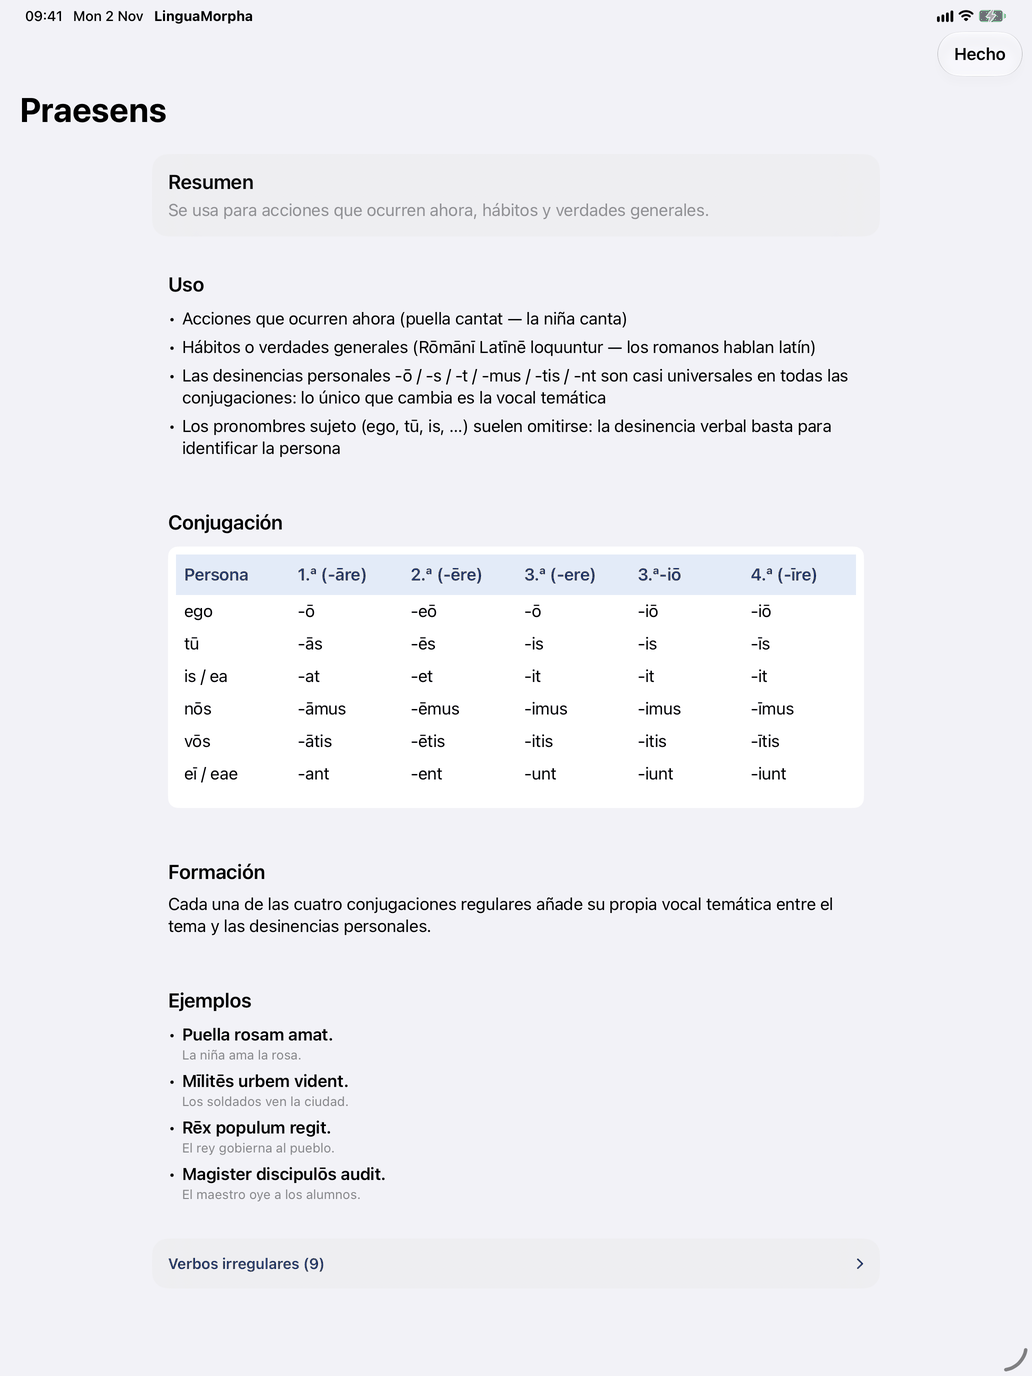 09:41 Mon 2 Nov LinguaMorpha
Hecho
Praesens
Resumen
Se usa para acciones que ocurren ahora, hábitos y verdades generales.
Uso
• Acciones que ocurren ahora (puella cantat — la niña canta)
• Hábitos o verdades generales (Rōmānī Latīnē loquuntur — los romanos hablan latín)
• Las desinencias personales -ō / -s / -t / -mus / -tis / -nt son casi universales en todas las
conjugaciones: lo único que cambia es la vocal temática
• Los pronombres sujeto (ego, tū, is, …) suelen omitirse: la desinencia verbal basta para
identificar la persona
Conjugación
Persona 1.ª (-āre) 2.ª (-ēre) 3.ª (-ere) 3.ª-iō 4.ª (-īre)
ego -ō -eō -ō -iō -iō
tū -ās -ēs -is -is -īs
is / ea -at -et -it -it -it
nōs -āmus -ēmus -imus -imus -īmus
vōs -ātis -ētis -itis -itis -ītis
eī / eae -ant -ent -unt -iunt -iunt
Formación
Cada una de las cuatro conjugaciones regulares añade su propia vocal temática entre el
tema y las desinencias personales.
Ejemplos
• Puella rosam amat.
La niña ama la rosa.
• Mīlitēs urbem vident.
Los soldados ven la ciudad.
• Rēx populum regit.
El rey gobierna al pueblo.
• Magister discipulōs audit.
El maestro oye a los alumnos.
Verbos irregulares (9)